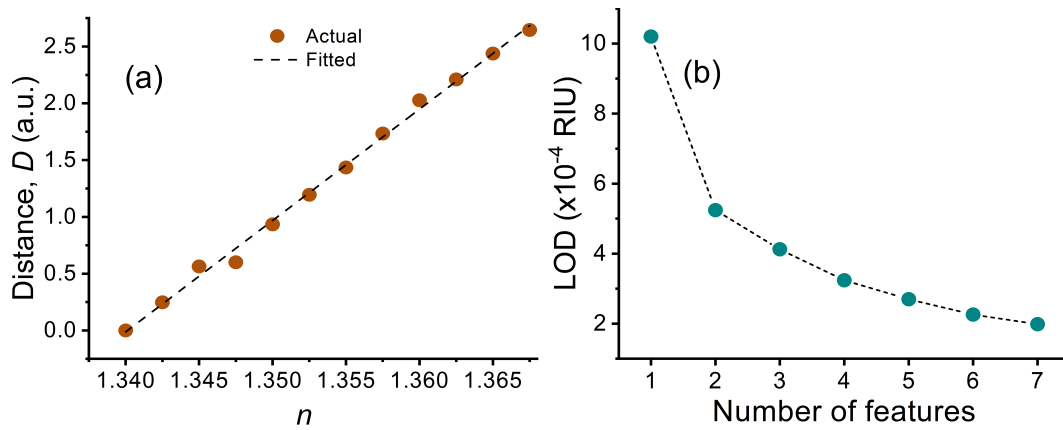 Actual
Fitted
(a)
Distance, D (a.u.)
2.5
2.0
1.5
1.0
0.5
0.0
1.340 1.345 1.350 1.355 1.360 1.365
n
(b)
LOD (x10⁻⁴ RIU)
10
8
6
4
2
1 2 3 4 5 6 7
Number of features